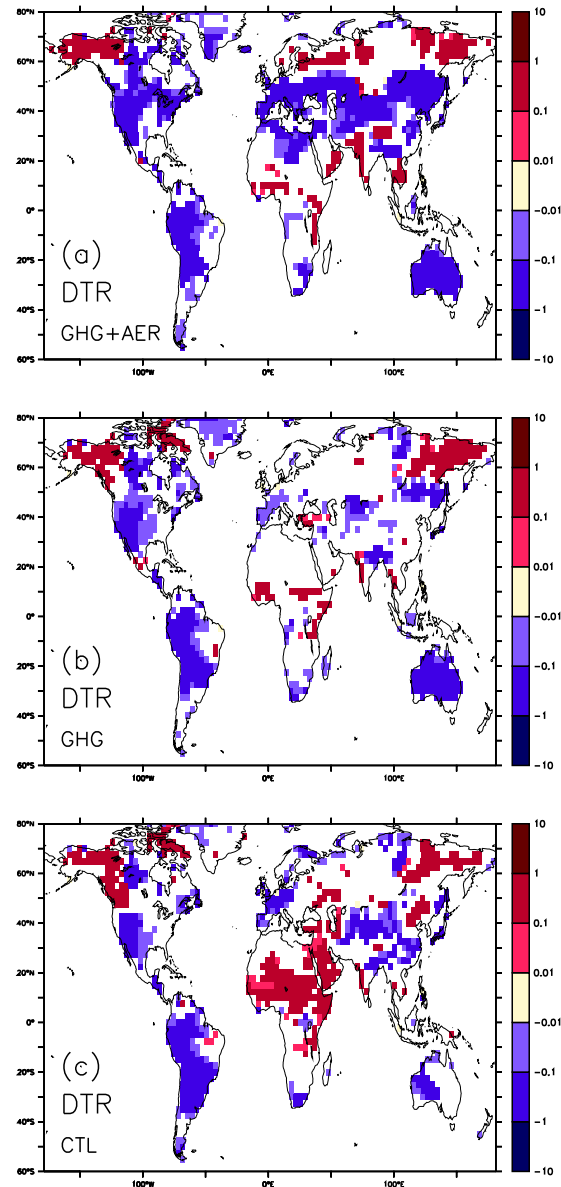 80°N
60°N
40°N
20°N
0°
20°S
40°S
60°S
100°W
0°E
100°E
(a)
DTR
GHG+AER
10
1
0.1
0.01
-0.01
-0.1
-1
-10
80°N
60°N
40°N
20°N
0°
20°S
40°S
60°S
100°W
0°E
100°E
(b)
DTR
GHG
10
1
0.1
0.01
-0.01
-0.1
-1
-10
80°N
60°N
40°N
20°N
0°
20°S
40°S
60°S
100°W
0°E
100°E
(c)
DTR
CTL
10
1
0.1
0.01
-0.01
-0.1
-1
-10